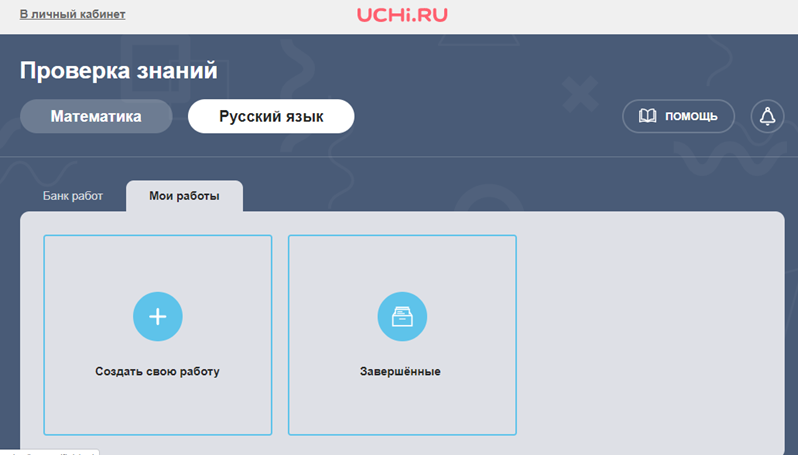 В личный кабинет
UCHi.RU
Проверка знаний
Математика
Русский язык
ПОМОЩЬ
Банк работ
Мои работы
Создать свою работу
Завершённые